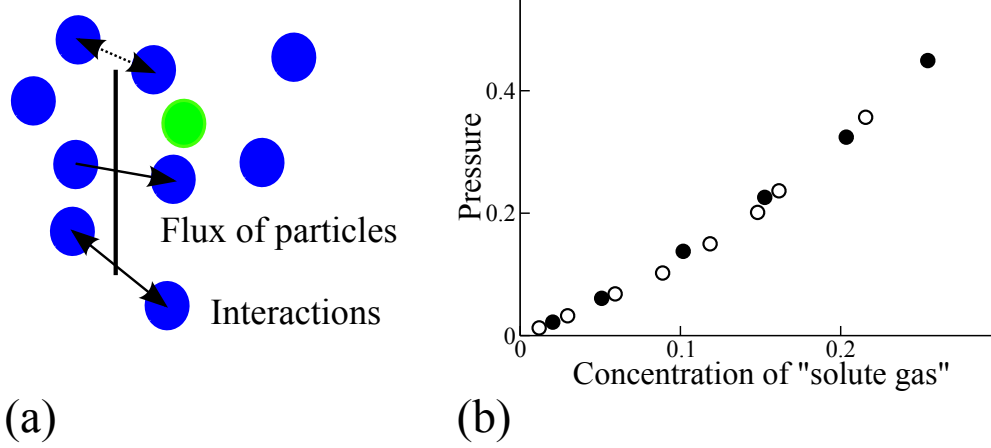 Flux of particles
Interactions
(a)
Pressure
0.4
0.2
0
0
0.1
0.2
Concentration of "solute gas"
(b)